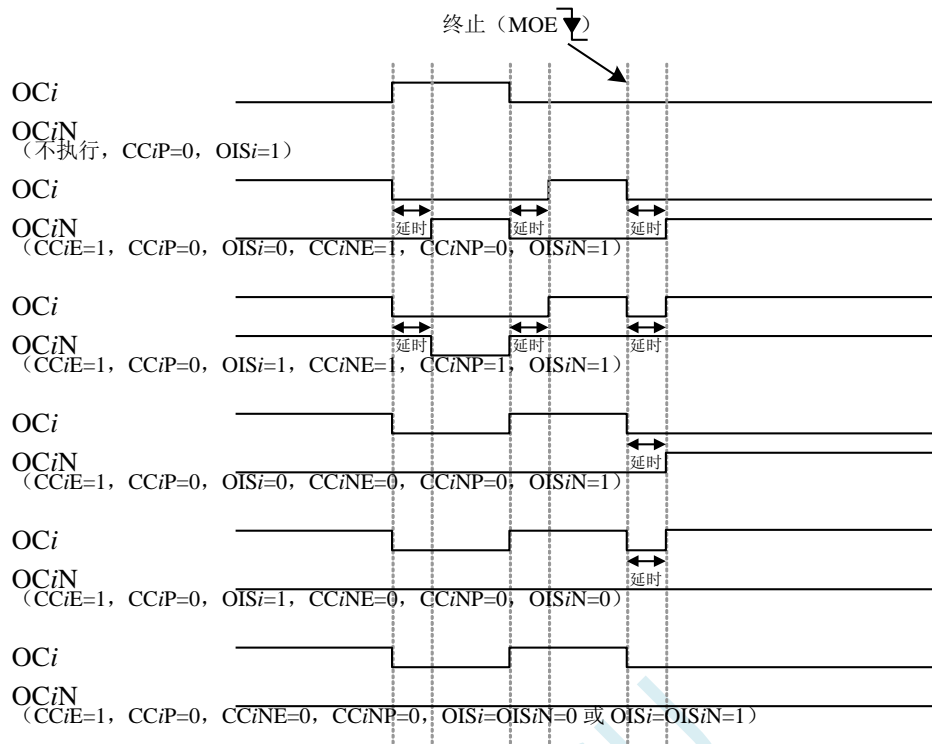 终止（MOE）
OCi
OCiN
（不执行，CCiP=0，OISi=1）
OCi
OCiN
延时 延时 延时
（CCiE=1，CCiP=0，OISi=0，CCiNE=1，CCiNP=0，OISiN=1）
OCi
OCiN
延时 延时 延时
（CCiE=1，CCiP=0，OISi=1，CCiNE=1，CCiNP=1，OISiN=1）
OCi
OCiN
延时
（CCiE=1，CCiP=0，OISi=0，CCiNE=0，CCiNP=0，OISiN=1）
OCi
延时
OCiN
（CCiE=1，CCiP=0，OISi=1，CCiNE=0，CCiNP=0，OISiN=0）
OCi
OCiN
（CCiE=1，CCiP=0，CCiNE=0，CCiNP=0，OISi=OISiN=0 或 OISi=OISiN=1）